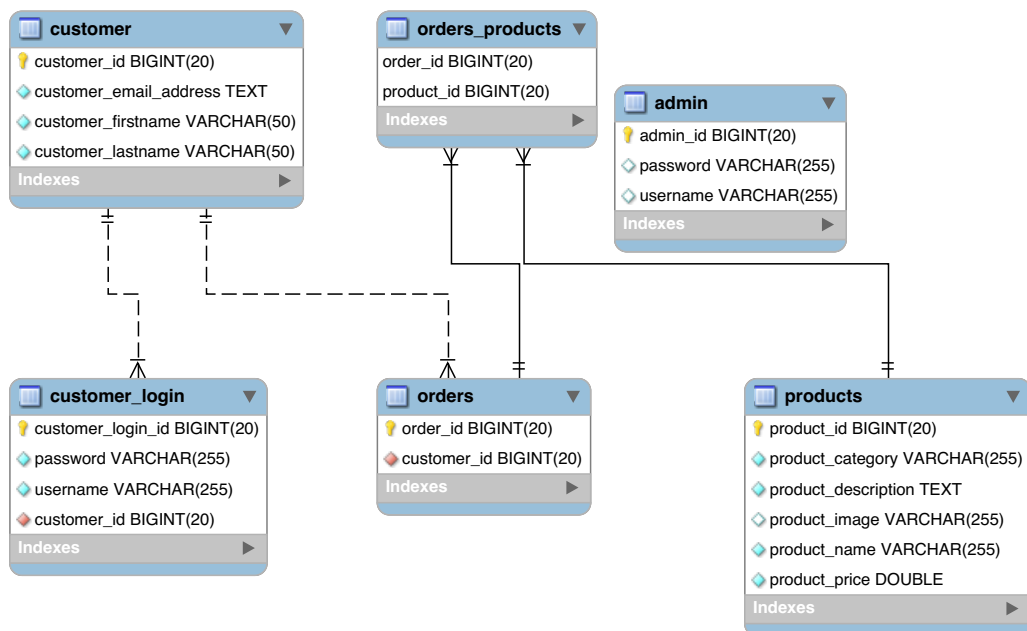 customer
customer_id BIGINT(20)
customer_email_address TEXT
customer_firstname VARCHAR(50)
customer_lastname VARCHAR(50)
Indexes
orders_products
order_id BIGINT(20)
product_id BIGINT(20)
Indexes
admin
admin_id BIGINT(20)
password VARCHAR(255)
username VARCHAR(255)
Indexes
customer_login
customer_login_id BIGINT(20)
password VARCHAR(255)
username VARCHAR(255)
customer_id BIGINT(20)
Indexes
orders
order_id BIGINT(20)
customer_id BIGINT(20)
Indexes
products
product_id BIGINT(20)
product_category VARCHAR(255)
product_description TEXT
product_image VARCHAR(255)
product_name VARCHAR(255)
product_price DOUBLE
Indexes